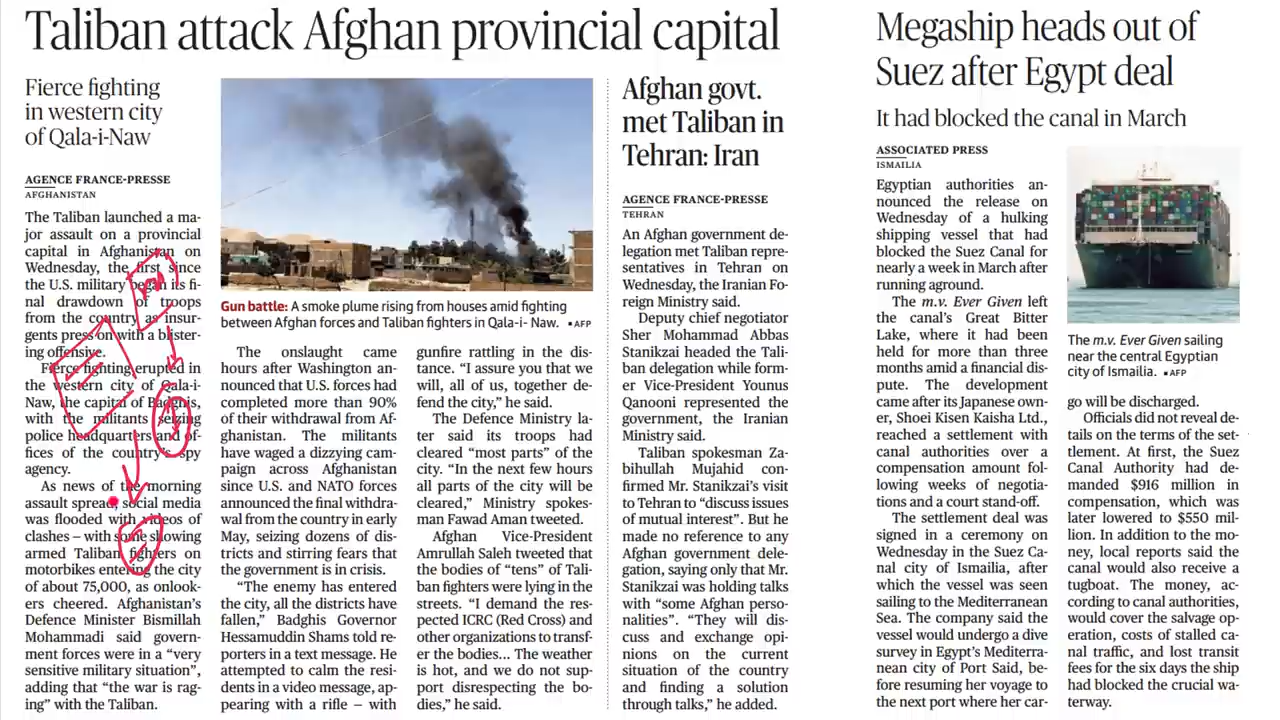 Taliban attack Afghan provincial capital
Fierce fighting
in western city
of Qala-i-Naw
AGENCE FRANCE-PRESSE
AFGHANISTAN
The Taliban launched a ma-
jor assault on a provincial
capital in Afghanistan on
Wednesday, the first since
the U.S. military began its fi-
nal drawdown of troops
from the country as insur-
gents press on with a blister-
ing offensive.
Fierce fighting erupted in
the western city of Qala-i-
Naw, the capital of Badghis,
with the militants seizing
police headquarters and of-
fices of the country's spy
agency.
As news of the morning
assault spread, social media
was flooded with videos of
clashes – with some showing
armed Taliban fighters on
motorbikes entering the city
of about 75,000, as onlook-
ers cheered. Afghanistan's
Defence Minister Bismillah
Mohammadi said govern-
ment forces were in a “very
sensitive military situation”,
adding that “the war is rag-
ing” with the Taliban.
Gun battle: A smoke plume rising from houses amid fighting
between Afghan forces and Taliban fighters in Qala-i- Naw. ▪AFP
The onslaught came
hours after Washington an-
nounced that U.S. forces had
completed more than 90%
of their withdrawal from Af-
ghanistan. The militants
have waged a dizzying cam-
paign across Afghanistan
since U.S. and NATO forces
announced the final withdra-
wal from the country in early
May, seizing dozens of dis-
tricts and stirring fears that
the government is in crisis.
“The enemy has entered
the city, all the districts have
fallen,” Badghis Governor
Hessamuddin Shams told re-
porters in a text message. He
attempted to calm the resi-
dents in a video message, ap-
pearing with a rifle – with
gunfire rattling in the dis-
tance. “I assure you that we
will, all of us, together de-
fend the city,” he said.
The Defence Ministry la-
ter said its troops had
cleared “most parts” of the
city. “In the next few hours
all parts of the city will be
cleared,” Ministry spokes-
man Fawad Aman tweeted.
Afghan Vice-President
Amrullah Saleh tweeted that
the bodies of “tens” of Tali-
ban fighters were lying in the
streets. “I demand the res-
pected ICRC (Red Cross) and
other organizations to transf-
er the bodies... The weather
is hot, and we do not sup-
port disrespecting the bo-
dies,” he said.
Afghan govt.
met Taliban in
Tehran: Iran
AGENCE FRANCE-PRESSE
TEHRAN
An Afghan government de-
legation met Taliban repre-
sentatives in Tehran on
Wednesday, the Iranian Fo-
reign Ministry said.
Deputy chief negotiator
Sher Mohammad Abbas
Stanikzai headed the Tali-
ban delegation while form-
er Vice-President Younus
Qanooni represented the
government, the Iranian
Ministry said.
Taliban spokesman Za-
bihullah Mujahid con-
firmed Mr. Stanikzai's visit
to Tehran to “discuss issues
of mutual interest”. But he
made no reference to any
Afghan government dele-
gation, saying only that Mr.
Stanikzai was holding talks
with “some Afghan perso-
nalities”. “They will dis-
cuss and exchange opi-
nions on the current
situation of the country
and finding a solution
through talks,” he added.
Megaship heads out of
Suez after Egypt deal
It had blocked the canal in March
ASSOCIATED PRESS
ISMAILIA
Egyptian authorities an-
nounced the release on
Wednesday of a hulking
shipping vessel that had
blocked the Suez Canal for
nearly a week in March after
running aground.
The m.v. Ever Given left
the canal's Great Bitter
Lake, where it had been
held for more than three
months amid a financial dis-
pute. The development
came after its Japanese own-
er, Shoei Kisen Kaisha Ltd.,
reached a settlement with
canal authorities over a
compensation amount fol-
lowing weeks of negotia-
tions and a court stand-off.
The settlement deal was
signed in a ceremony on
Wednesday in the Suez Ca-
nal city of Ismailia, after
which the vessel was seen
sailing to the Mediterranean
Sea. The company said the
vessel would undergo a dive
survey in Egypt's Mediterra-
nean city of Port Said, be-
fore resuming her voyage to
the next port where her car-
The m.v. Ever Given sailing
near the central Egyptian
city of Ismailia. ▪AFP
go will be discharged.
Officials did not reveal de-
tails on the terms of the set-
tlement. At first, the Suez
Canal Authority had de-
manded $916 million in
compensation, which was
later lowered to $550 mil-
lion. In addition to the mo-
ney, local reports said the
canal would also receive a
tugboat. The money, ac-
cording to canal authorities,
would cover the salvage op-
eration, costs of stalled ca-
nal traffic, and lost transit
fees for the six days the ship
had blocked the crucial wa-
terway.